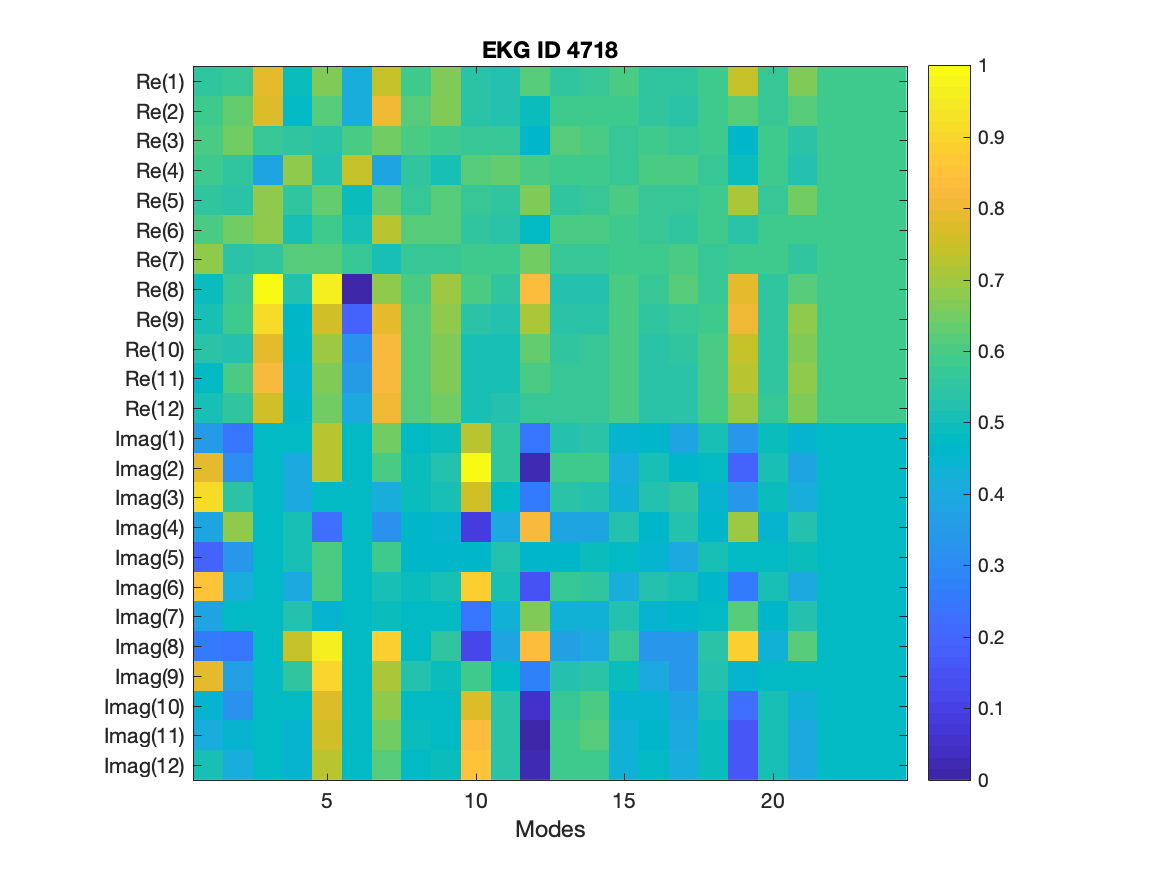 EKG ID 4718
Re(1)
Re(2)
Re(3)
Re(4)
Re(5)
Re(6)
Re(7)
Re(8)
Re(9)
Re(10)
Re(11)
Re(12)
Imag(1)
Imag(2)
Imag(3)
Imag(4)
Imag(5)
Imag(6)
Imag(7)
Imag(8)
Imag(9)
Imag(10)
Imag(11)
Imag(12)
5 10 15 20
Modes
1
0.9
0.8
0.7
0.6
0.5
0.4
0.3
0.2
0.1
0